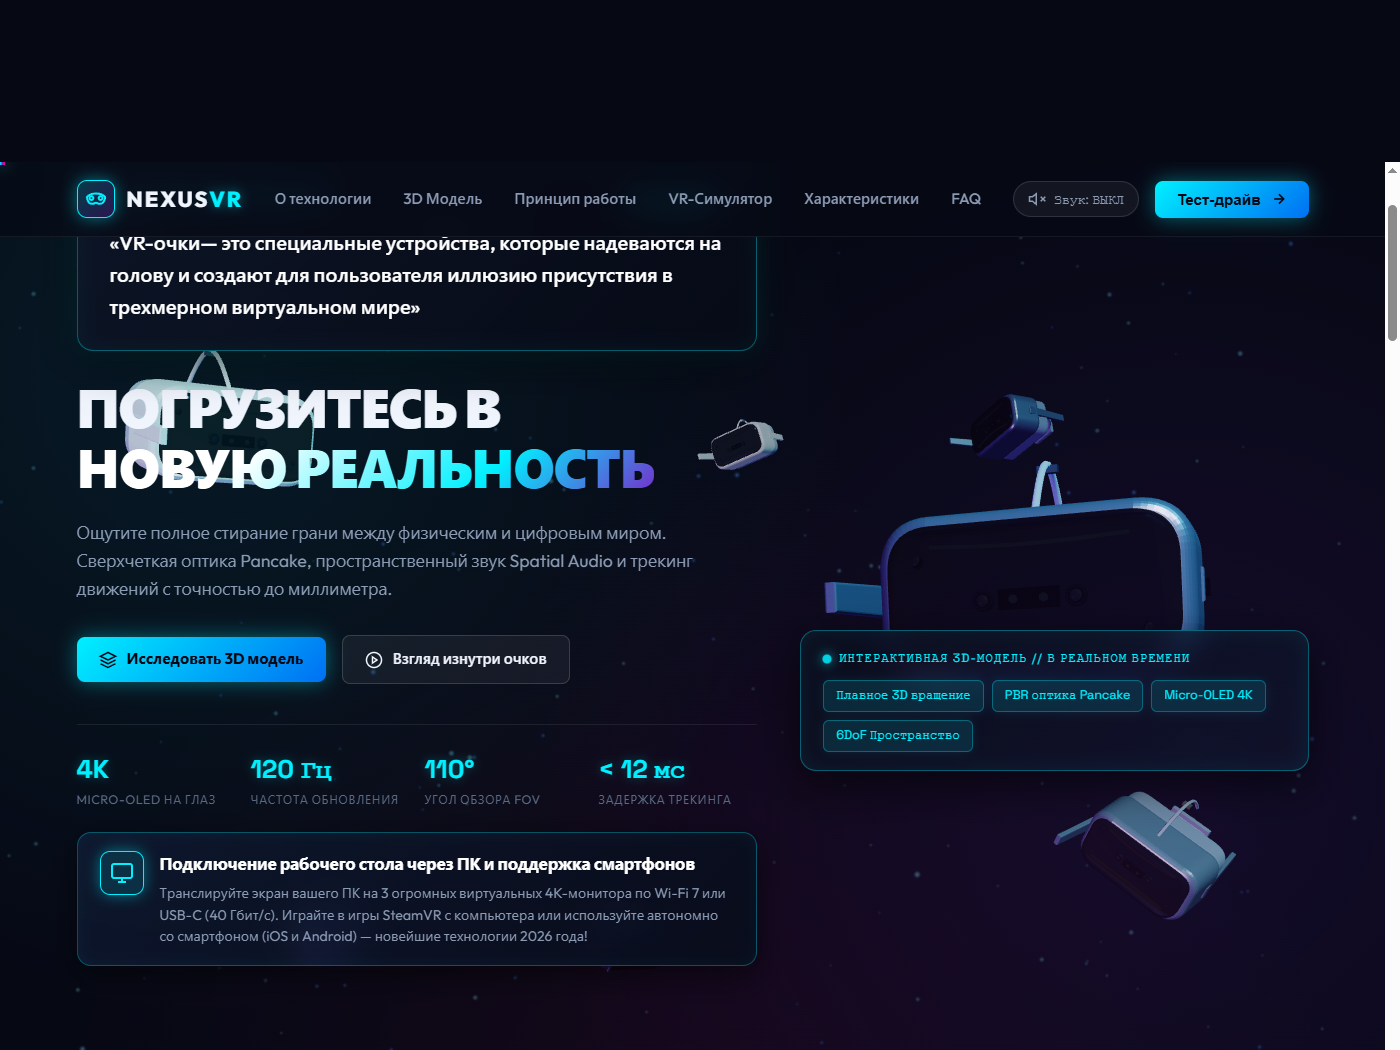 NEXUSVR
О технологии
3D Модель
Принцип работы
VR-Симулятор
Характеристики
FAQ
Звук: ВЫКЛ
Тест-драйв
«VR-очки— это специальные устройства, которые надеваются на
голову и создают для пользователя иллюзию присутствия в
трехмерном виртуальном мире»
ПОГРУЗИТЕСЬ В
НОВУЮ РЕАЛЬНОСТЬ
Ощутите полное стирание грани между физическим и цифровым миром.
Сверхчеткая оптика Pancake, пространственный звук Spatial Audio и трекинг
движений с точностью до миллиметра.
Исследовать 3D модель
Взгляд изнутри очков
ИНТЕРАКТИВНАЯ 3D-МОДЕЛЬ // В РЕАЛЬНОМ ВРЕМЕНИ
Плавное 3D вращение
PBR оптика Pancake
Micro-OLED 4K
6DoF Пространство
4K
MICRO-OLED НА ГЛАЗ
120 Гц
ЧАСТОТА ОБНОВЛЕНИЯ
110°
УГОЛ ОБЗОРА FOV
< 12 мс
ЗАДЕРЖКА ТРЕКИНГА
Подключение рабочего стола через ПК и поддержка смартфонов
Транслируйте экран вашего ПК на 3 огромных виртуальных 4K-монитора по Wi-Fi 7 или
USB-C (40 Гбит/с). Играйте в игры SteamVR с компьютера или используйте автономно
со смартфоном (iOS и Android) — новейшие технологии 2026 года!